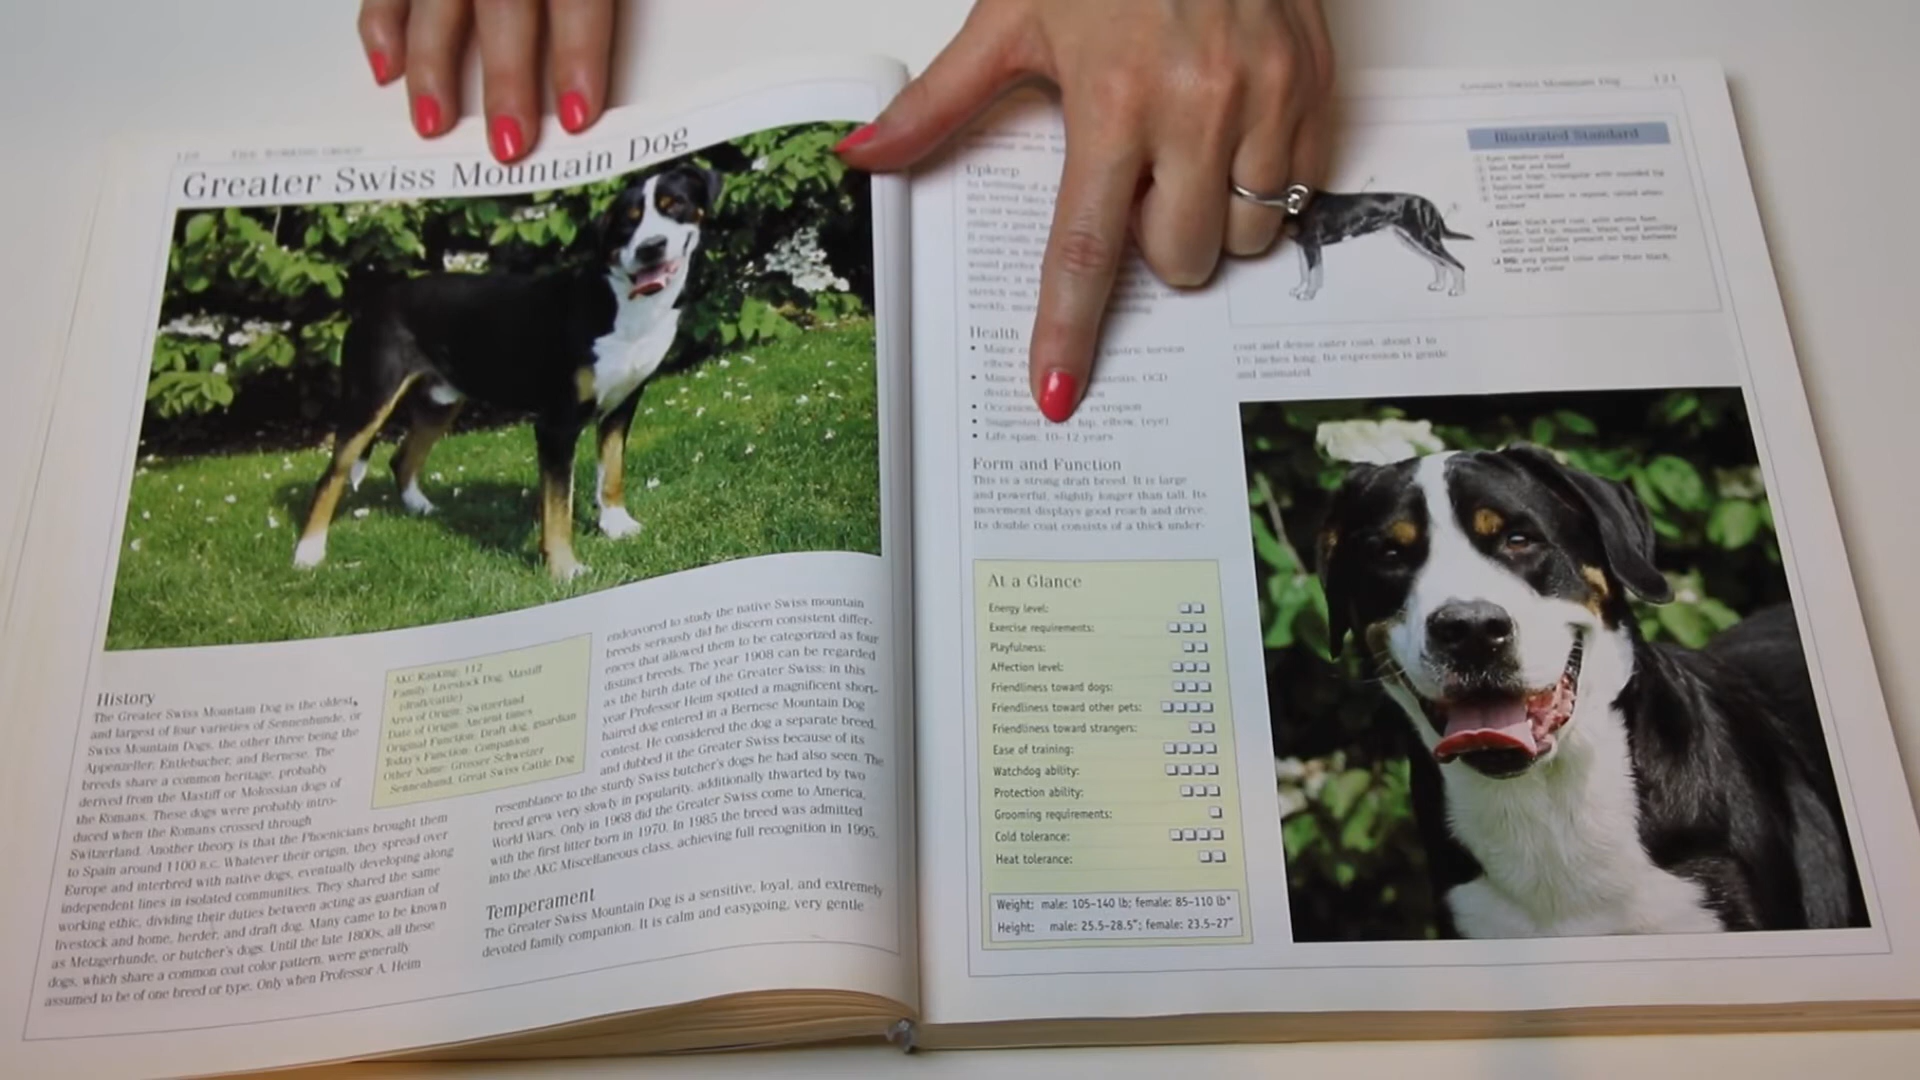 Greater Swiss Mountain Dog
History
The Greater Swiss Mountain Dog is the oldest,
and largest of four varieties of Sennenhunde, or
Swiss Mountain Dogs, the other three being the
Appenzeller, Entlebucher, and Bernese. The
breeds share a common heritage, probably
derived from the Mastiff or Molossian dogs of
the Romans. These dogs were probably intro-
duced when the Romans crossed through
Switzerland. Another theory is that the Phoenicians brought them
to Spain around 1100 B.C. Whatever their origin, they spread over
Europe and interbred with native dogs, eventually developing along
independent lines in isolated communities. They shared the same
working ethic, dividing their duties between acting as guardian of
livestock and home, herder, and draft dog. Many came to be known
as Metzgerhunde, or butcher's dogs. Until the late 1800s, all these
dogs, which share a common coat color pattern, were generally
assumed to be of one breed or type. Only when Professor A. Heim
AKC Ranking: 112
Family: Livestock Dog, Mastiff
(draft/cattle)
Area of Origin: Switzerland
Date of Origin: Ancient times
Original Function: Draft dog, guardian
Today's Function: Companion
Other Name: Grosser Schweizer
Sennenhund, Great Swiss Cattle Dog
endeavored to study the native Swiss mountain
breeds seriously did he discern consistent differ-
ences that allowed them to be categorized as four
distinct breeds. The year 1908 can be regarded
as the birth date of the Greater Swiss; in this
year Professor Heim spotted a magnificent short-
haired dog entered in a Bernese Mountain Dog
contest. He considered the dog a separate breed,
and dubbed it the Greater Swiss because of its
resemblance to the sturdy Swiss butcher's dogs he had also seen. The
breed grew very slowly in popularity, additionally thwarted by two
World Wars. Only in 1968 did the Greater Swiss come to America,
with the first litter born in 1970. In 1985 the breed was admitted
into the AKC Miscellaneous class, achieving full recognition in 1995.
Temperament
The Greater Swiss Mountain Dog is a sensitive, loyal, and extremely
devoted family companion. It is calm and easygoing, very gentle
Greater Swiss Mountain Dog 121
Upkeep
Health
• Major gastric torsion
elbow
• Minor OCD
• ectropion
• Suggested hip, elbow, (eye)
• Life span: 10–12 years
Form and Function
This is a strong draft breed. It is large
and powerful, slightly longer than tall. Its
movement displays good reach and drive.
Its double coat consists of a thick under-
At a Glance
Energy level:
Exercise requirements:
Playfulness:
Affection level:
Friendliness toward dogs:
Friendliness toward other pets:
Friendliness toward strangers:
Ease of training:
Watchdog ability:
Protection ability:
Grooming requirements:
Cold tolerance:
Heat tolerance:
Weight: male: 105–140 lb; female: 85–110 lb*
Height: male: 25.5–28.5"; female: 23.5–27"
Illustrated Standard
coat and dense outer coat, about 1 to
1½ inches long. Its expression is gentle
and animated.